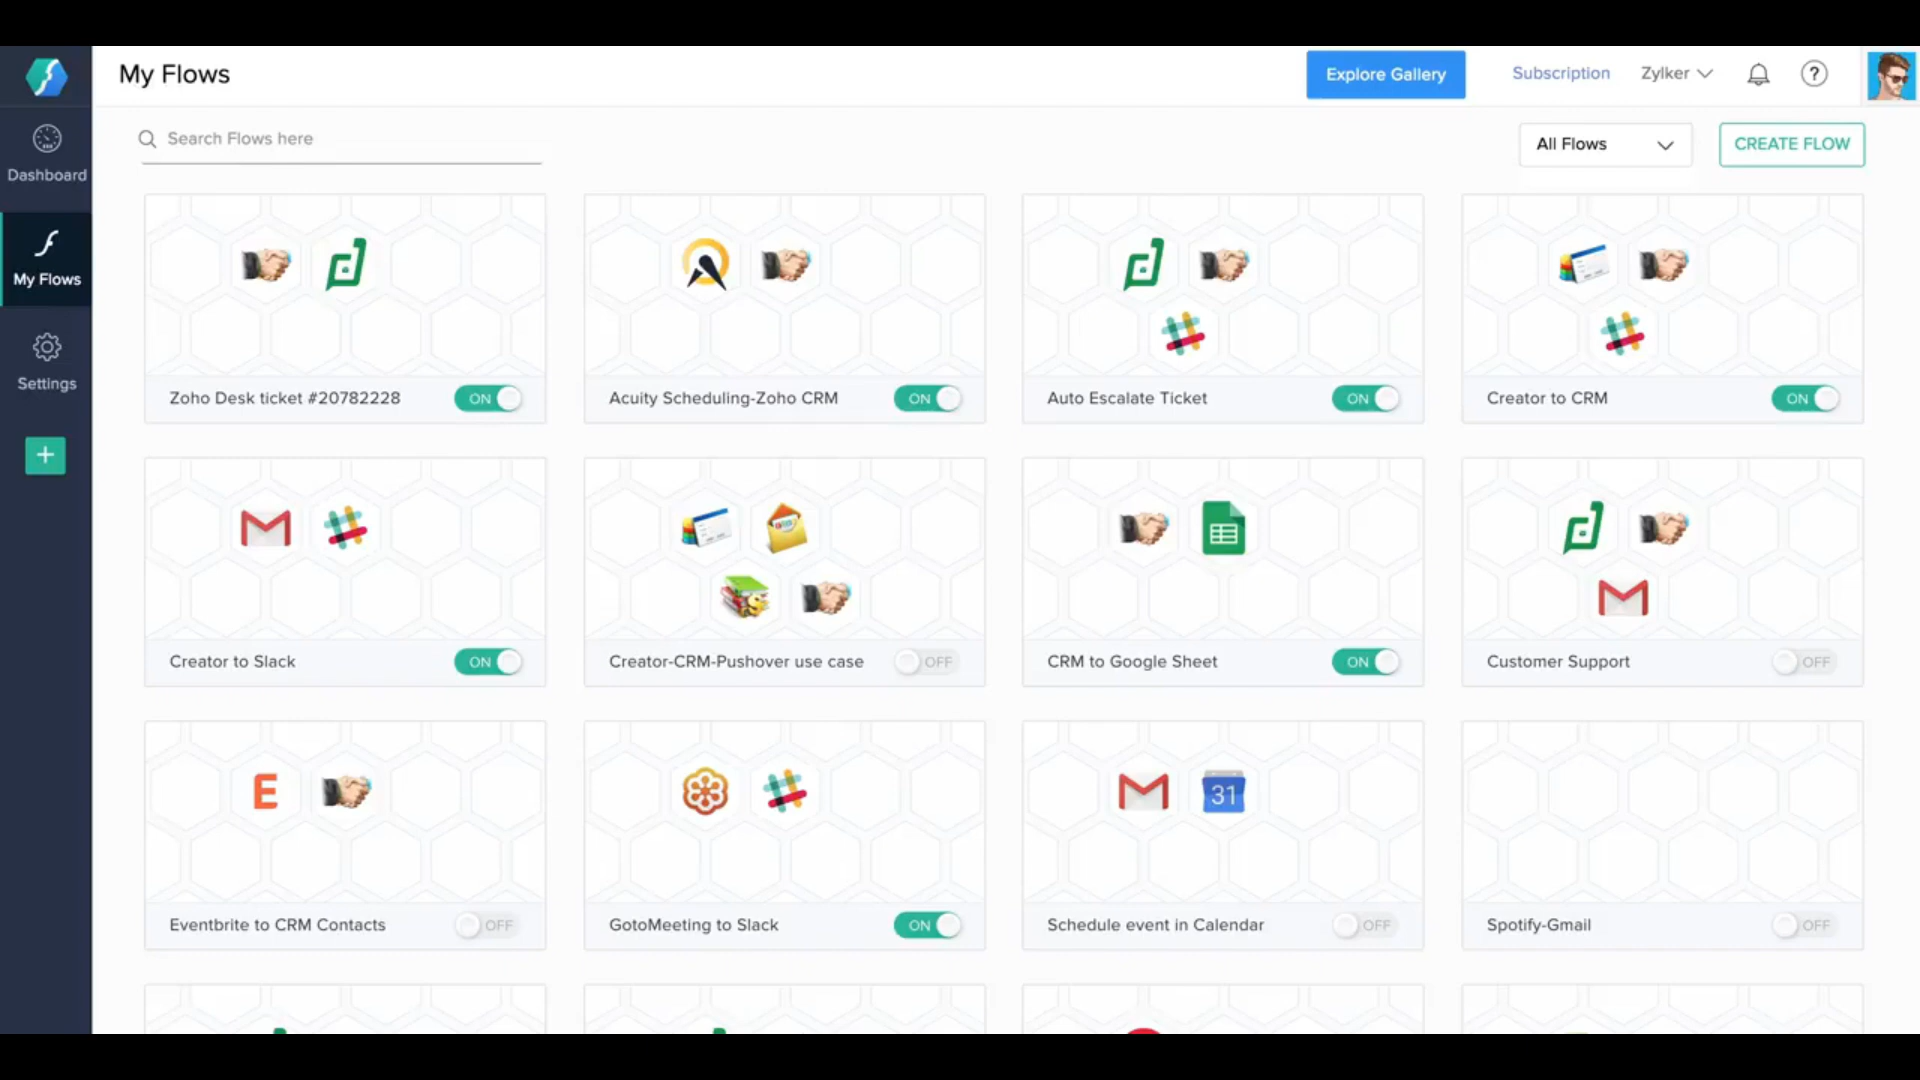 My Flows
Explore Gallery
Subscription
Zylker
?
Dashboard
My Flows
Settings
+
Search Flows here
All Flows
CREATE FLOW
Zoho Desk ticket #20782228
ON
Acuity Scheduling-Zoho CRM
ON
Auto Escalate Ticket
ON
Creator to CRM
ON
Creator to Slack
ON
Creator-CRM-Pushover use case
OFF
CRM to Google Sheet
ON
Customer Support
OFF
E
Eventbrite to CRM Contacts
OFF
GotoMeeting to Slack
ON
31
Schedule event in Calendar
OFF
Spotify-Gmail
OFF